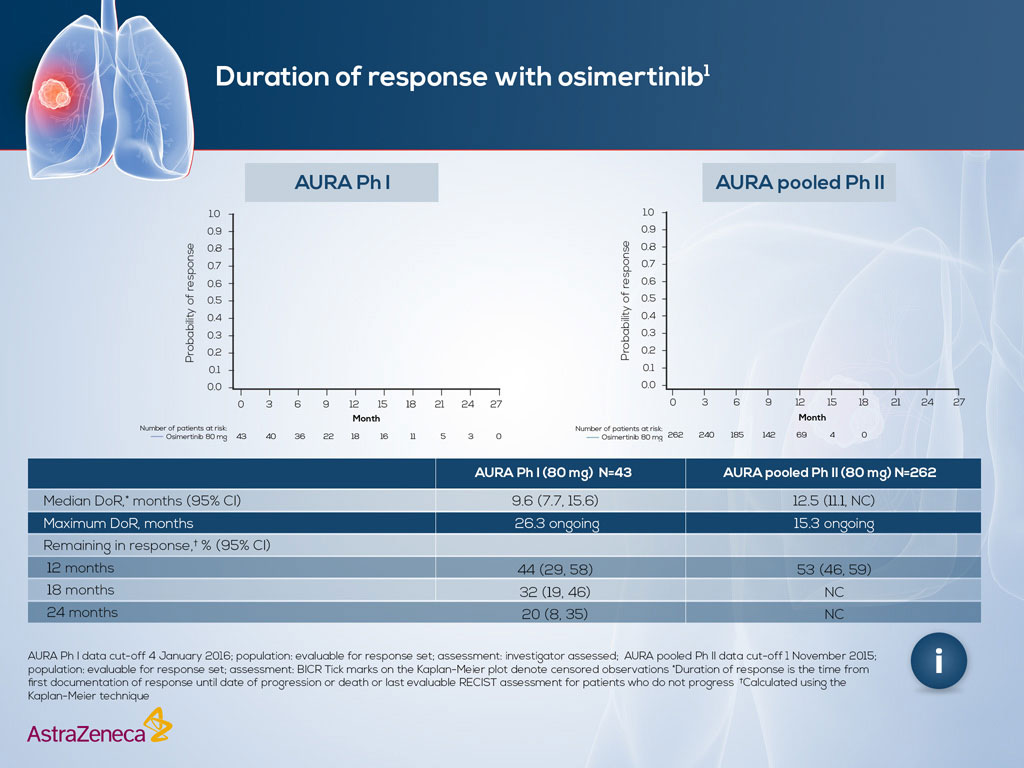 Duration of response with osimertinib1
AURA Ph I
1.0
0.9
0.8
0.7
0.6
0.5
0.4
0.3
0.2
0.1
0.0
Probability of response
0 3 6 9 12 15 18 21 24 27
Month
Number of patients at risk:
Osimertinib 80 mg 43 40 36 22 18 16 11 5 3 0
AURA pooled Ph II
1.0
0.9
0.8
0.7
0.6
0.5
0.4
0.3
0.2
0.1
0.0
Probability of response
0 3 6 9 12 15 18 21 24 27
Month
Number of patients at risk:
Osimertinib 80 mg 262 240 185 142 69 4 0
AURA Ph I (80 mg) N=43 AURA pooled Ph II (80 mg) N=262
Median DoR,* months (95% CI) 9.6 (7.7, 15.6) 12.5 (11.1, NC)
Maximum DoR, months 26.3 ongoing 15.3 ongoing
Remaining in response,† % (95% CI)
12 months 44 (29, 58) 53 (46, 59)
18 months 32 (19, 46) NC
24 months 20 (8, 35) NC
AURA Ph I data cut-off 4 January 2016; population: evaluable for response set; assessment: investigator assessed; AURA pooled Ph II data cut-off 1 November 2015;
population: evaluable for response set; assessment: BICR Tick marks on the Kaplan-Meier plot denote censored observations *Duration of response is the time from
first documentation of response until date of progression or death or last evaluable RECIST assessment for patients who do not progress †Calculated using the
Kaplan-Meier technique
i
AstraZeneca